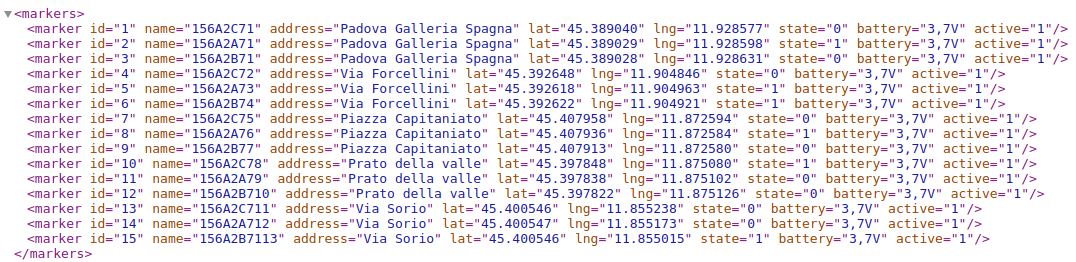 ▼<markers>
<marker id="1" name="156A2C71" address="Padova Galleria Spagna" lat="45.389040" lng="11.928577" state="0" battery="3,7V" active="1"/>
<marker id="2" name="156A2A71" address="Padova Galleria Spagna" lat="45.389029" lng="11.928598" state="1" battery="3,7V" active="1"/>
<marker id="3" name="156A2B71" address="Padova Galleria Spagna" lat="45.389028" lng="11.928631" state="0" battery="3,7V" active="1"/>
<marker id="4" name="156A2C72" address="Via Forcellini" lat="45.392648" lng="11.904846" state="0" battery="3,7V" active="1"/>
<marker id="5" name="156A2A73" address="Via Forcellini" lat="45.392618" lng="11.904963" state="1" battery="3,7V" active="1"/>
<marker id="6" name="156A2B74" address="Via Forcellini" lat="45.392622" lng="11.904921" state="1" battery="3,7V" active="1"/>
<marker id="7" name="156A2C75" address="Piazza Capitaniato" lat="45.407958" lng="11.872594" state="0" battery="3,7V" active="1"/>
<marker id="8" name="156A2A76" address="Piazza Capitaniato" lat="45.407936" lng="11.872584" state="1" battery="3,7V" active="1"/>
<marker id="9" name="156A2B77" address="Piazza Capitaniato" lat="45.407913" lng="11.872580" state="0" battery="3,7V" active="1"/>
<marker id="10" name="156A2C78" address="Prato della valle" lat="45.397848" lng="11.875080" state="1" battery="3,7V" active="1"/>
<marker id="11" name="156A2A79" address="Prato della valle" lat="45.397838" lng="11.875102" state="0" battery="3,7V" active="1"/>
<marker id="12" name="156A2B710" address="Prato della valle" lat="45.397822" lng="11.875126" state="0" battery="3,7V" active="1"/>
<marker id="13" name="156A2C711" address="Via Sorio" lat="45.400546" lng="11.855238" state="0" battery="3,7V" active="1"/>
<marker id="14" name="156A2A712" address="Via Sorio" lat="45.400547" lng="11.855173" state="0" battery="3,7V" active="1"/>
<marker id="15" name="156A2B7113" address="Via Sorio" lat="45.400546" lng="11.855015" state="1" battery="3,7V" active="1"/>
</markers>